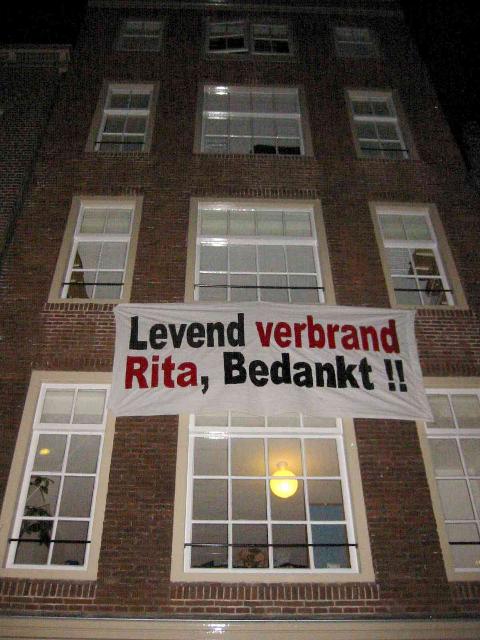 Levend verbrand
Rita, Bedankt !!